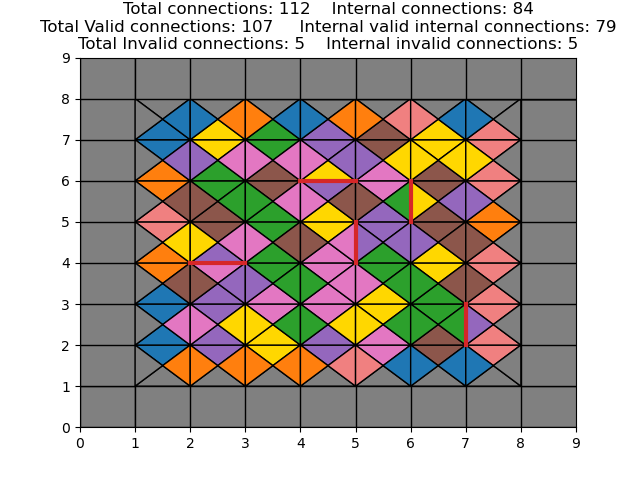 Total connections: 112    Internal connections: 84
Total Valid connections: 107     Internal valid internal connections: 79
Total Invalid connections: 5    Internal invalid connections: 5
9
8
7
6
5
4
3
2
1
0
0 1 2 3 4 5 6 7 8 9